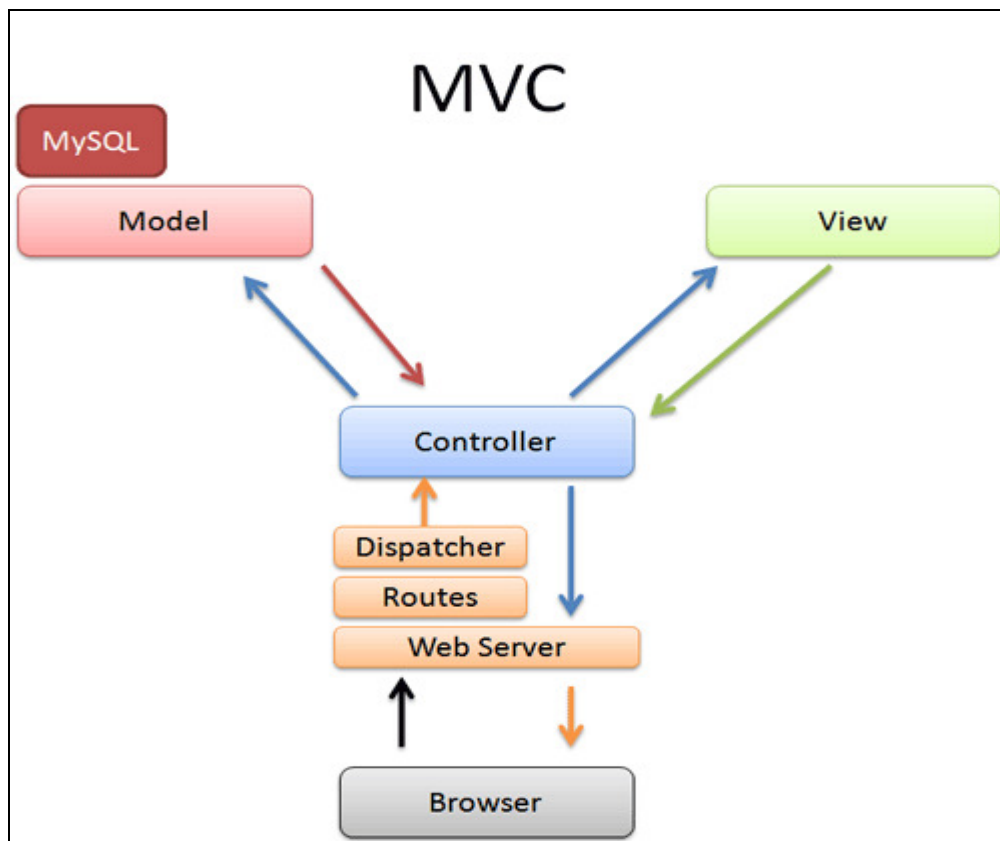 MVC
MySQL
Model
View
Controller
Dispatcher
Routes
Web Server
Browser